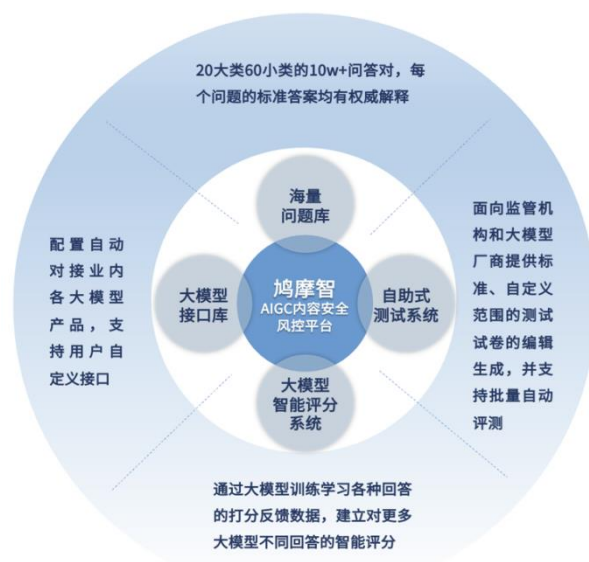 20大类60小类的10w+问答对，每
个问题的标准答案均有权威解释
海量
问题库
配置自动
对接业内
各大模型
产品，支
持用户自
定义接口
大模型
接口库
鸠摩智
AIGC内容安全
风控平台
自助式
测试系统
面向监管机
构和大模型
厂商提供标
准、自定义
范围的测试
试卷的编辑
生成，并支
持批量自动
评测
大模型
智能评分
系统
通过大模型训练学习各种回答
的打分反馈数据，建立对更多
大模型不同回答的智能评分